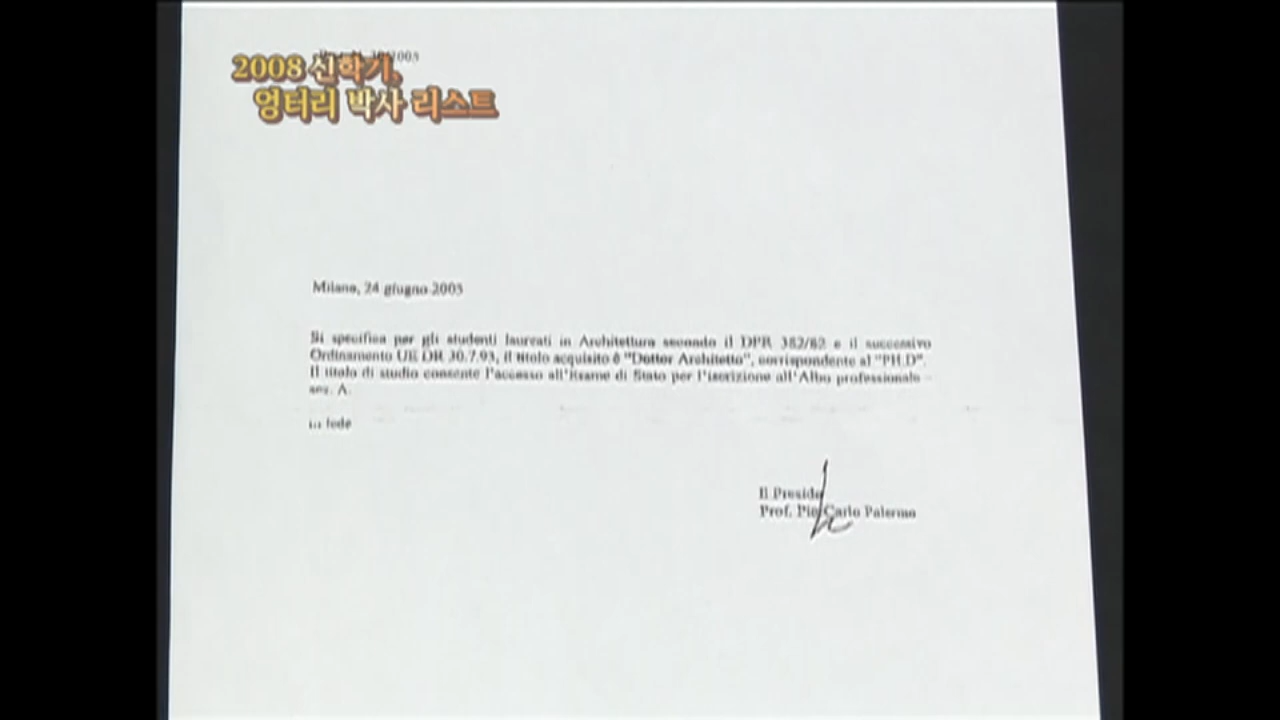 2008 신학기,
엉터리 박사 리스트
Milano, 24 giugno 2005
Si specifica per gli studenti laureati in Architettura secondo il DPR 382/82 e il successivo
Ordinamento UE DR 30.7.93, il titolo acquisito è "Dottor Architetto", corrispondente al "PH.D".
Il titolo di studio consente l'accesso all'Esame di Stato per l'iscrizione all'Albo professionale -
sez. A.
in fede
Il Preside
Prof. Pier Carlo Palermo